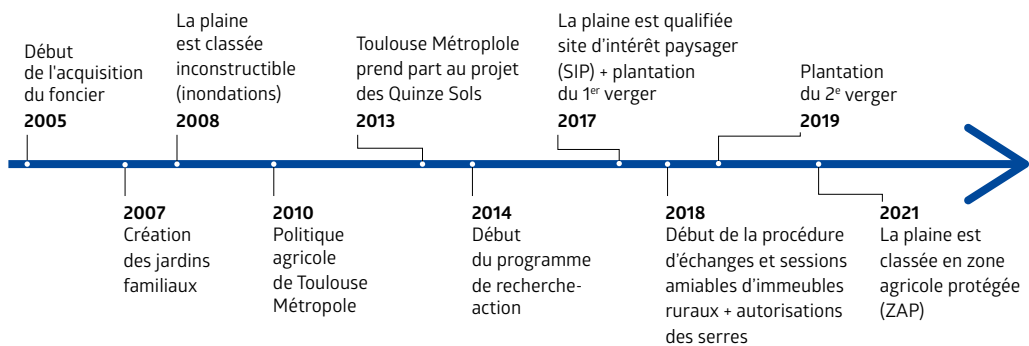 Début
de l'acquisition
du foncier
2005
La plaine
est classée
inconstructible
(inondations)
2008
Toulouse Métroplole
prend part au projet
des Quinze Sols
2013
La plaine est qualifiée
site d'intérêt paysager
(SIP) + plantation
du 1er verger
2017
Plantation
du 2e verger
2019
2007
Création
des jardins
familiaux
2010
Politique
agricole
de Toulouse
Métropole
2014
Début
du programme
de recherche-
action
2018
Début de la procédure
d'échanges et sessions
amiables d'immeubles
ruraux + autorisations
des serres
2021
La plaine est
classée en zone
agricole protégée
(ZAP)